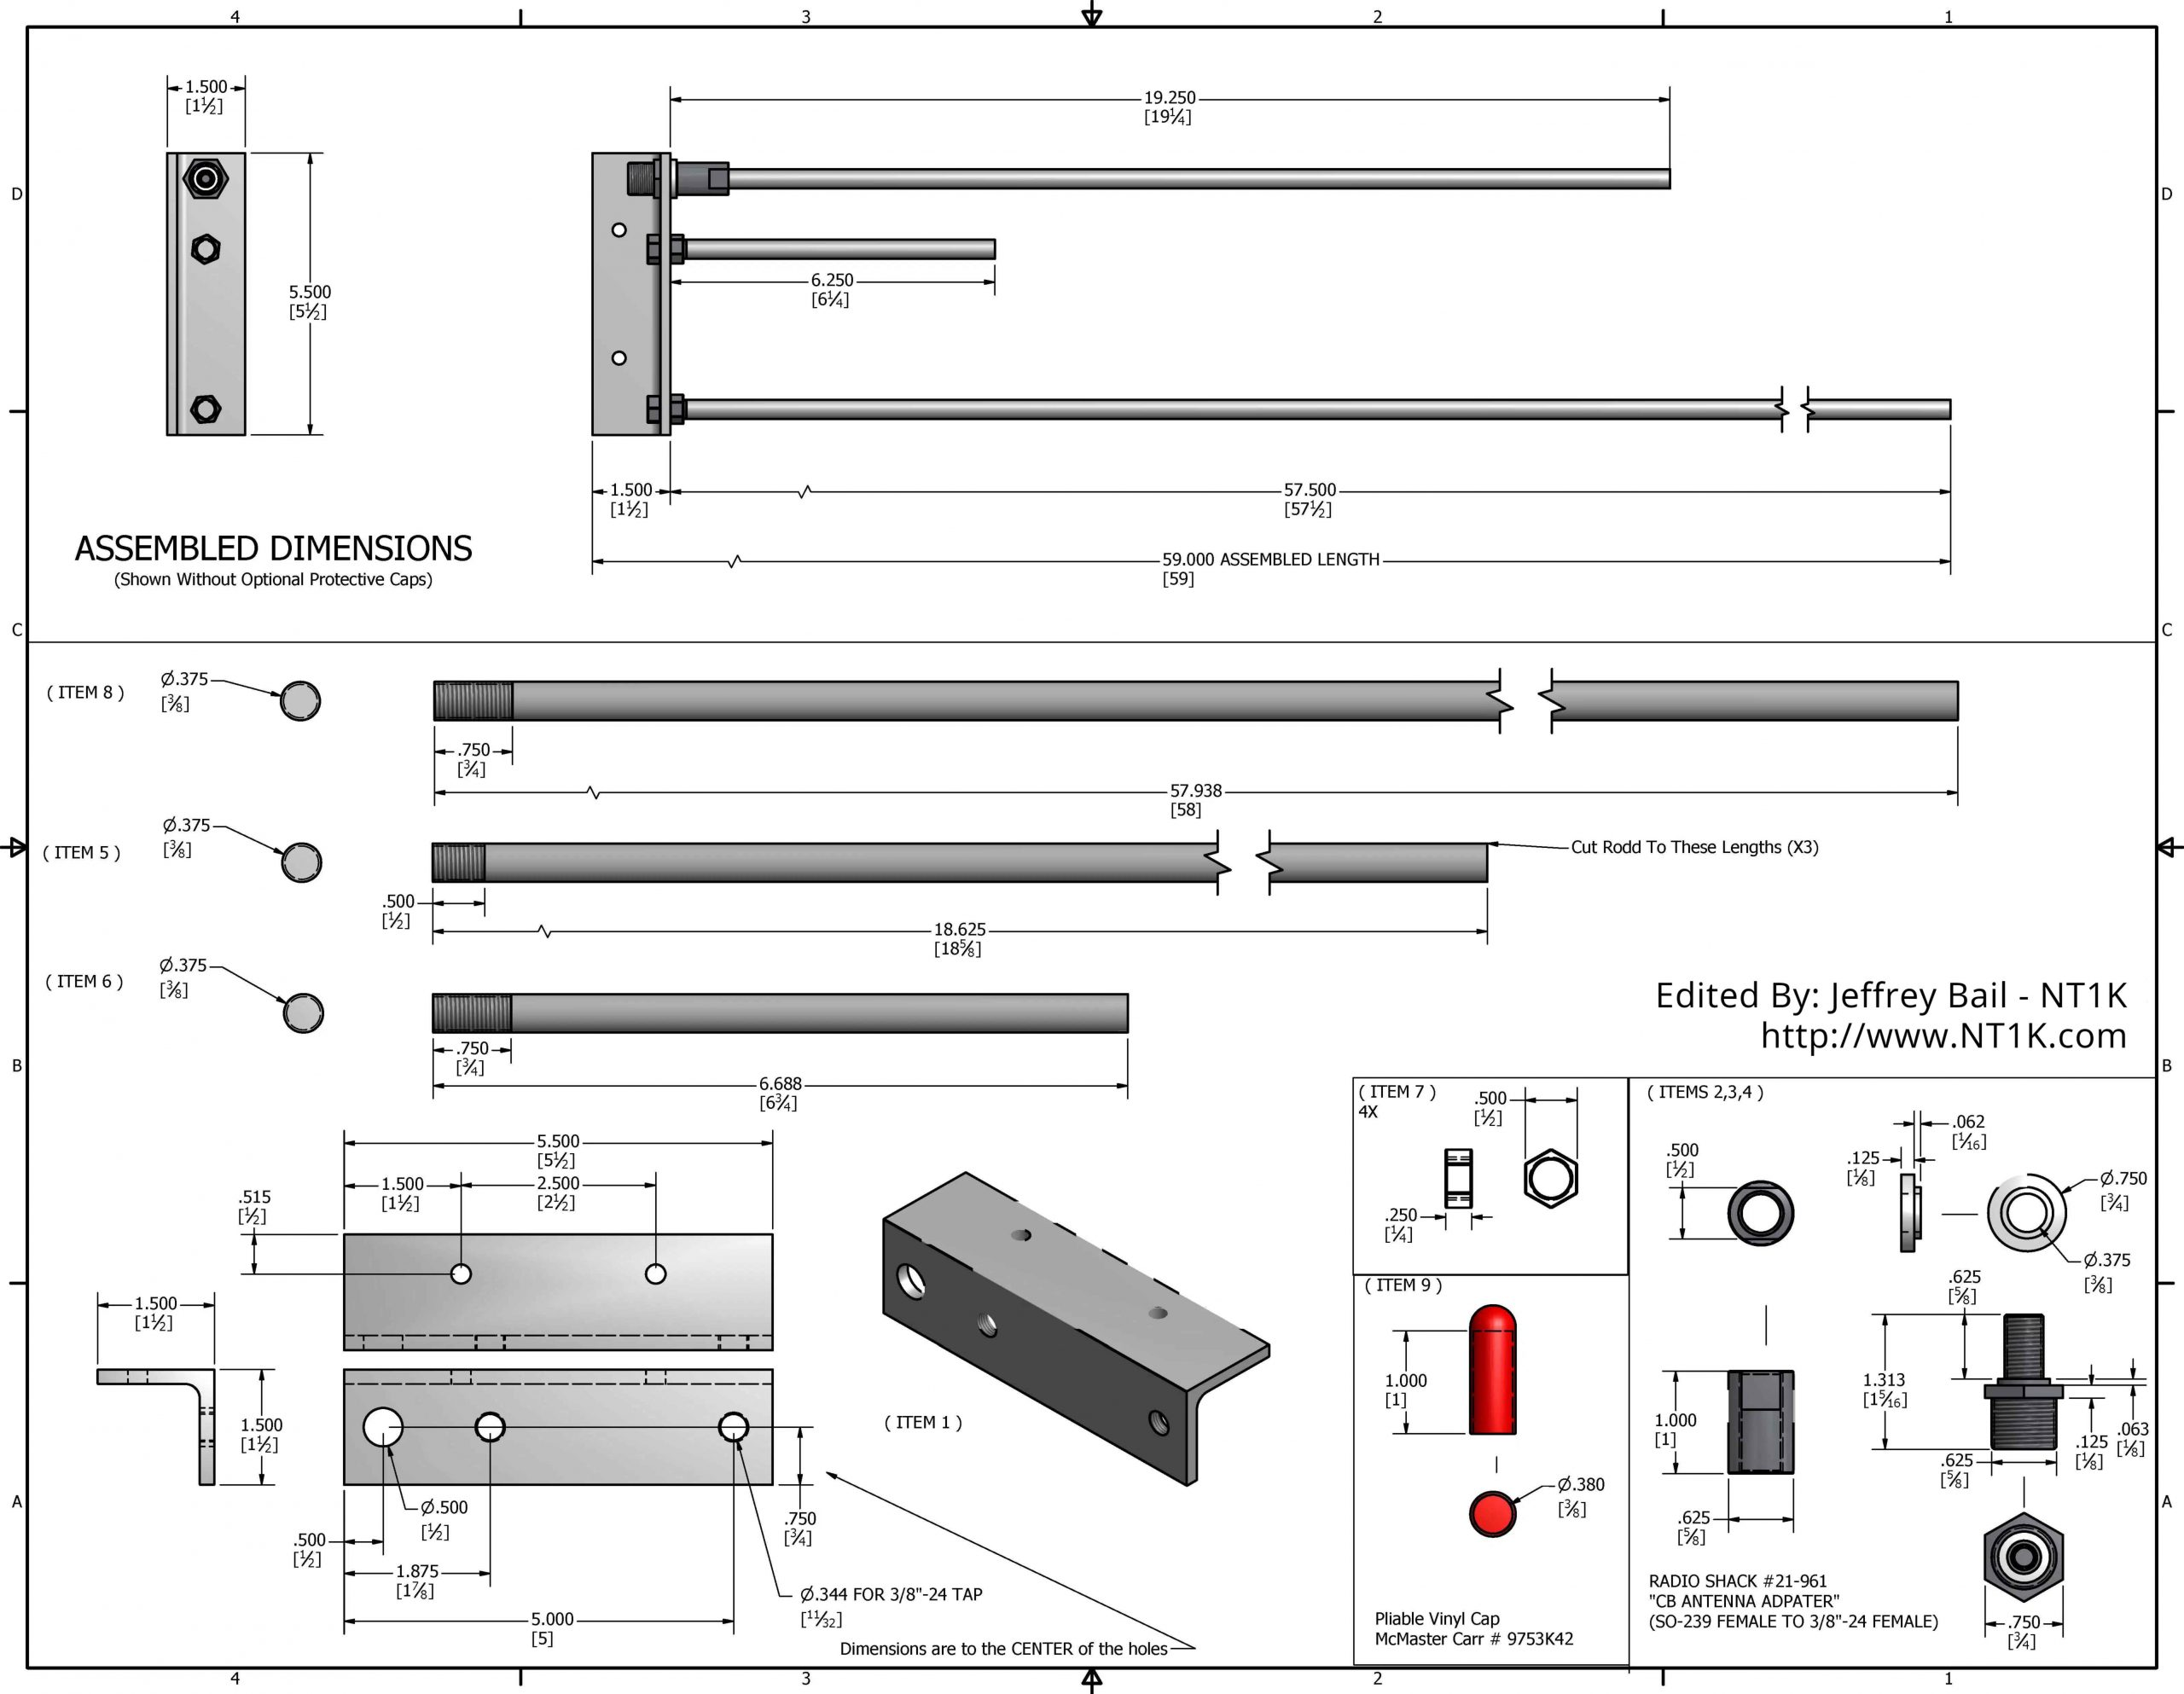 4 3 2 1
1.500
[1½]
19.250
[19¼]
D D
5.500
[5½]
6.250
[6¼]
1.500
[1½]
57.500
[57½]
59.000 ASSEMBLED LENGTH
[59]
ASSEMBLED DIMENSIONS
(Shown Without Optional Protective Caps)
C C
( ITEM 8 )
Ø.375
[⅜]
.750
[¾]
57.938
[58]
( ITEM 5 )
Ø.375
[⅜]
Cut Rodd To These Lengths (X3)
.500
[½]
18.625
[18⅝]
( ITEM 6 )
Ø.375
[⅜]
.750
[¾]
6.688
[6¾]
Edited By: Jeffrey Bail - NT1K
http://www.NT1K.com
B B
5.500
[5½]
1.500
[1½]
2.500
[2½]
.515
[½]
1.500
[1½]
1.500
[1½]
Ø.500
[½]
.500
[½]
1.875
[1⅞]
5.000
[5]
.750
[¾]
Ø.344 FOR 3/8"-24 TAP
[11/32]
Dimensions are to the CENTER of the holes
( ITEM 1 )
( ITEM 7 )
4X
.500
[½]
.250
[¼]
( ITEM 9 )
1.000
[1]
Ø.380
[⅜]
Pliable Vinyl Cap
McMaster Carr # 9753K42
( ITEMS 2,3,4 )
.500
[½]
.062
[1/16]
.125
[⅛]
Ø.750
[¾]
Ø.375
[⅜]
.625
[⅝]
1.313
[1 5/16]
1.000
[1]
.625
[⅝]
.125
[⅛]
.063
[⅛]
.625
[⅝]
.750
[¾]
RADIO SHACK #21-961
"CB ANTENNA ADPATER"
(SO-239 FEMALE TO 3/8"-24 FEMALE)
A A
4 3 2 1